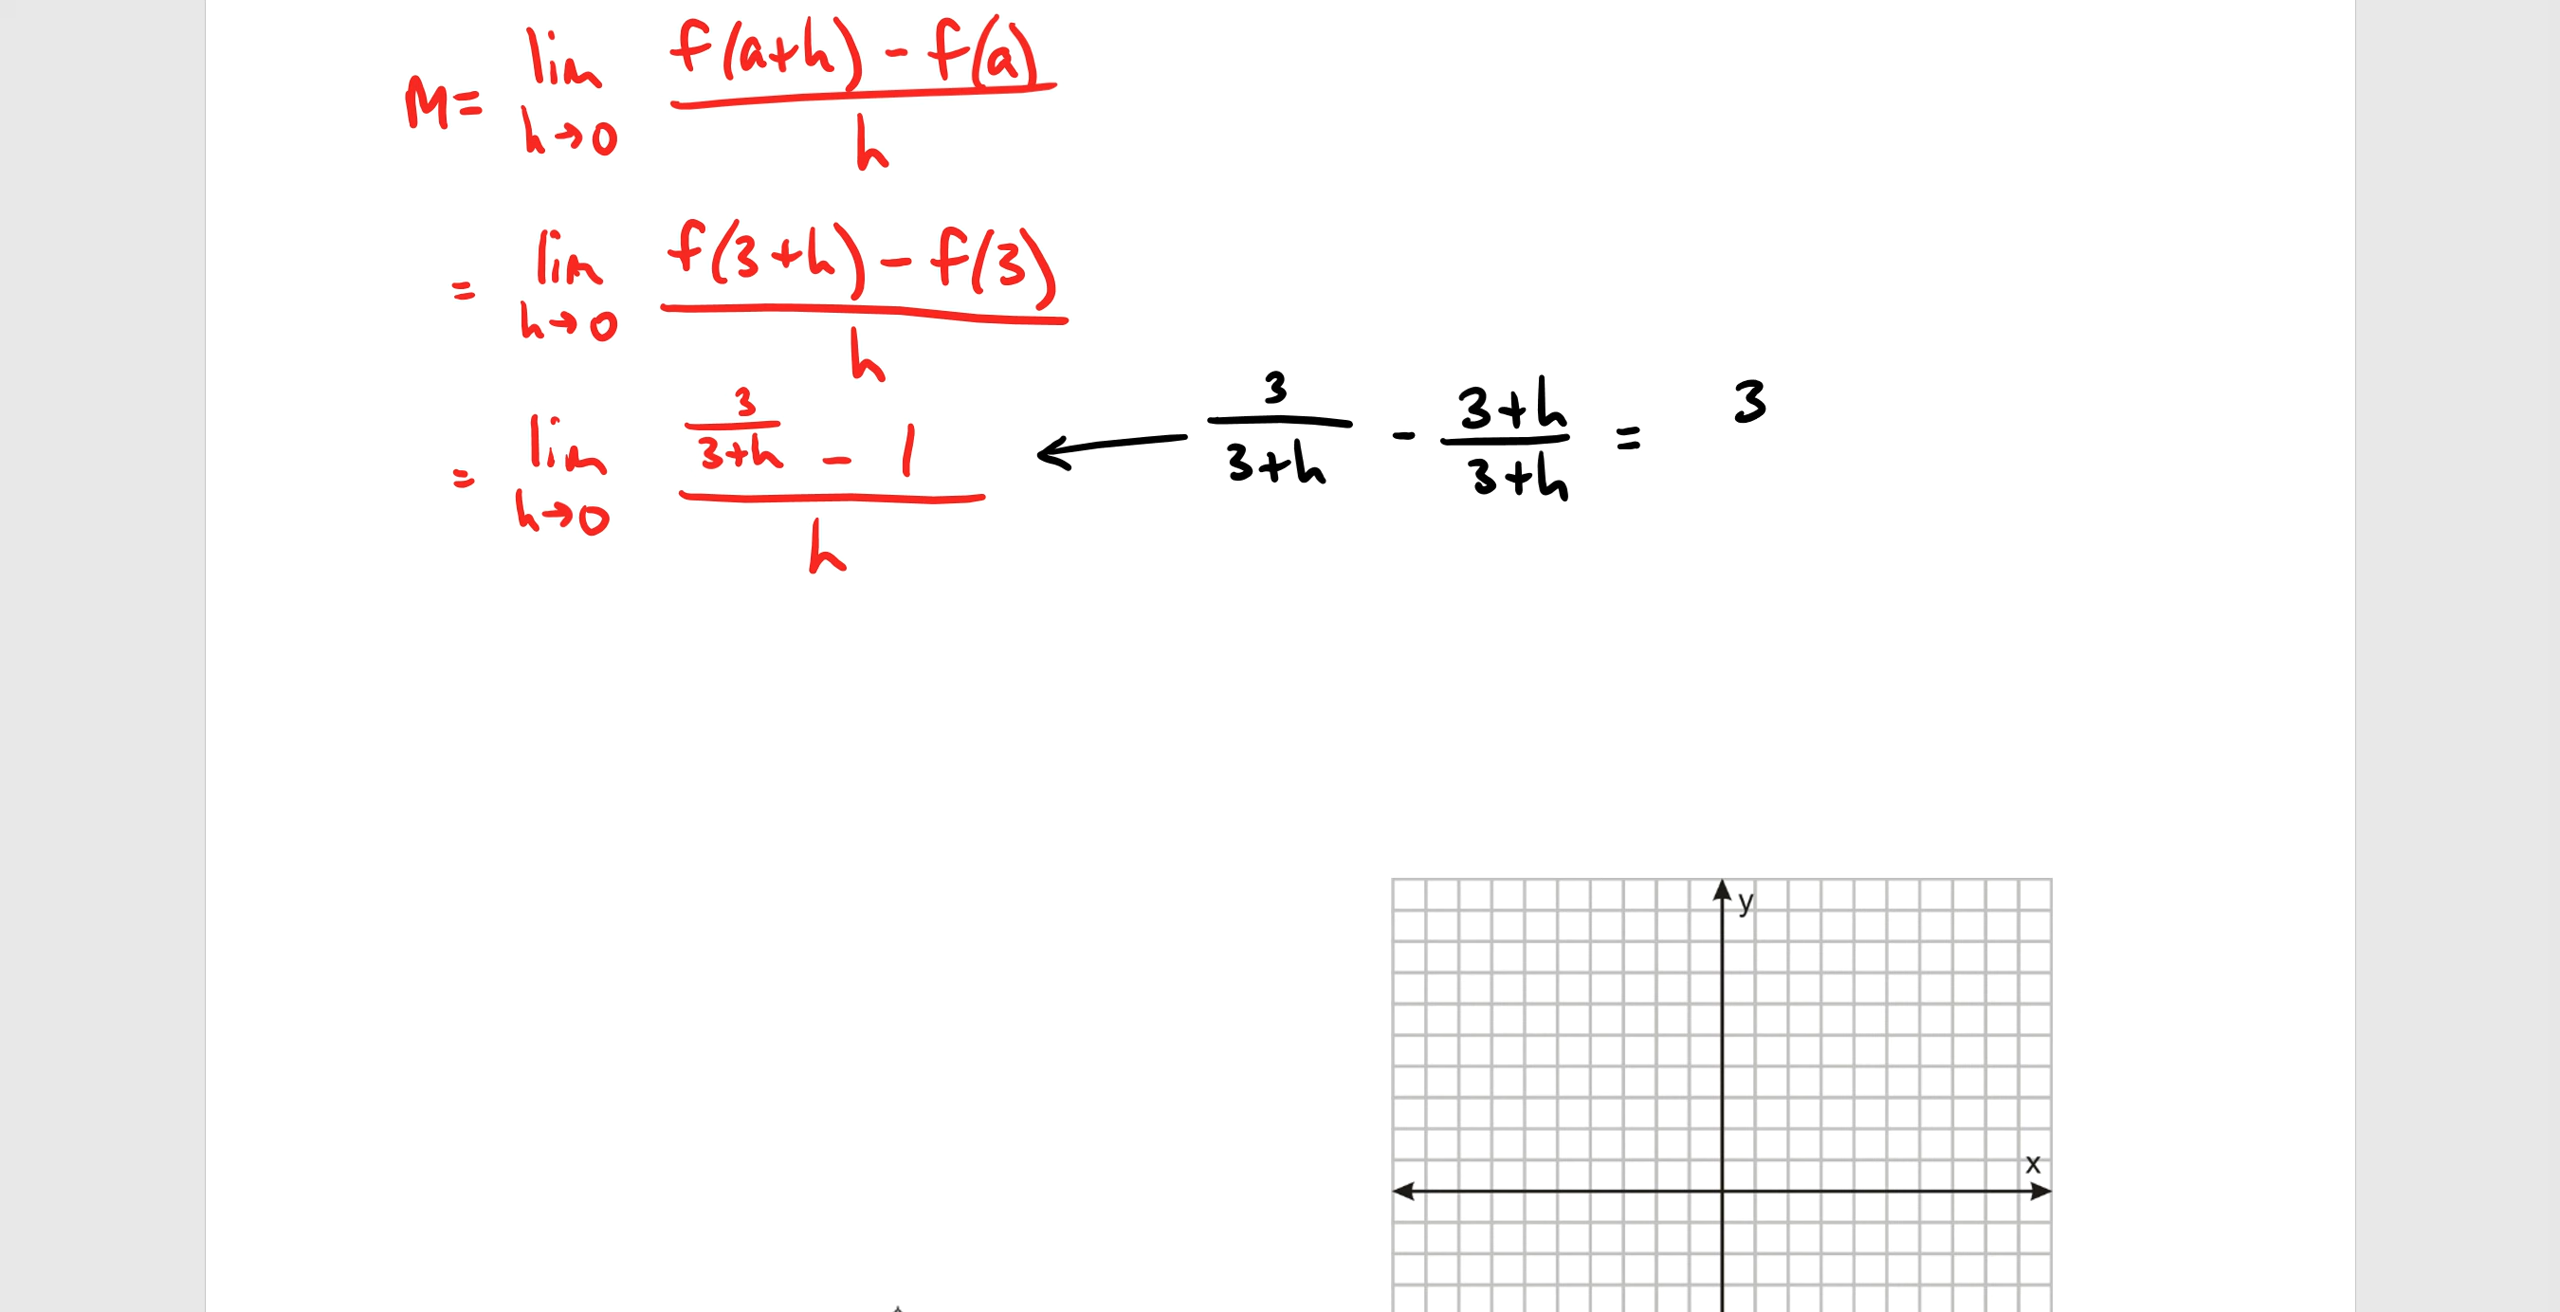 M= lim h→0 f(a+h) - f(a) / h
= lim h→0 f(3+h) - f(3) / h
= lim h→0 3/3+h - 1 / h ← 3/3+h - 3+h/3+h = 3
y
x